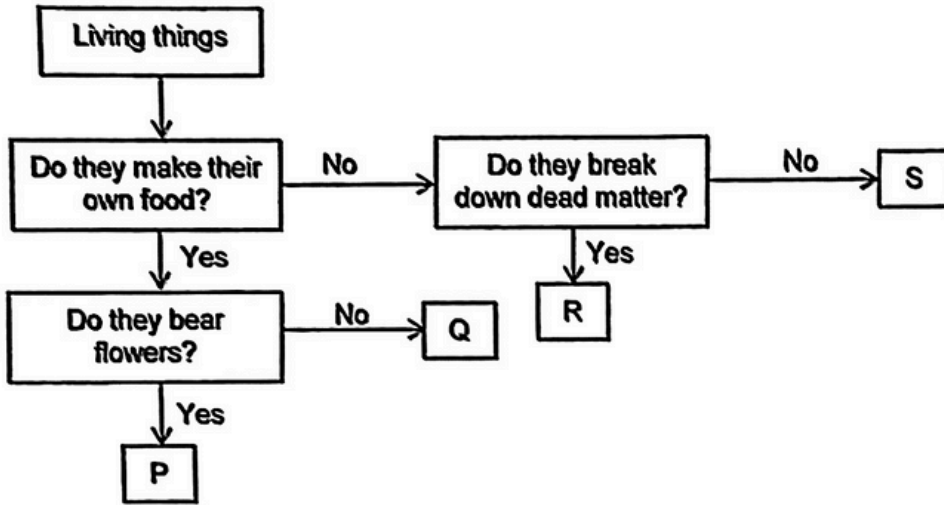 Living things
Do they make their
own food?
No
Do they break
down dead matter?
No
S
Yes
Yes
R
Do they bear
flowers?
No
Q
Yes
P